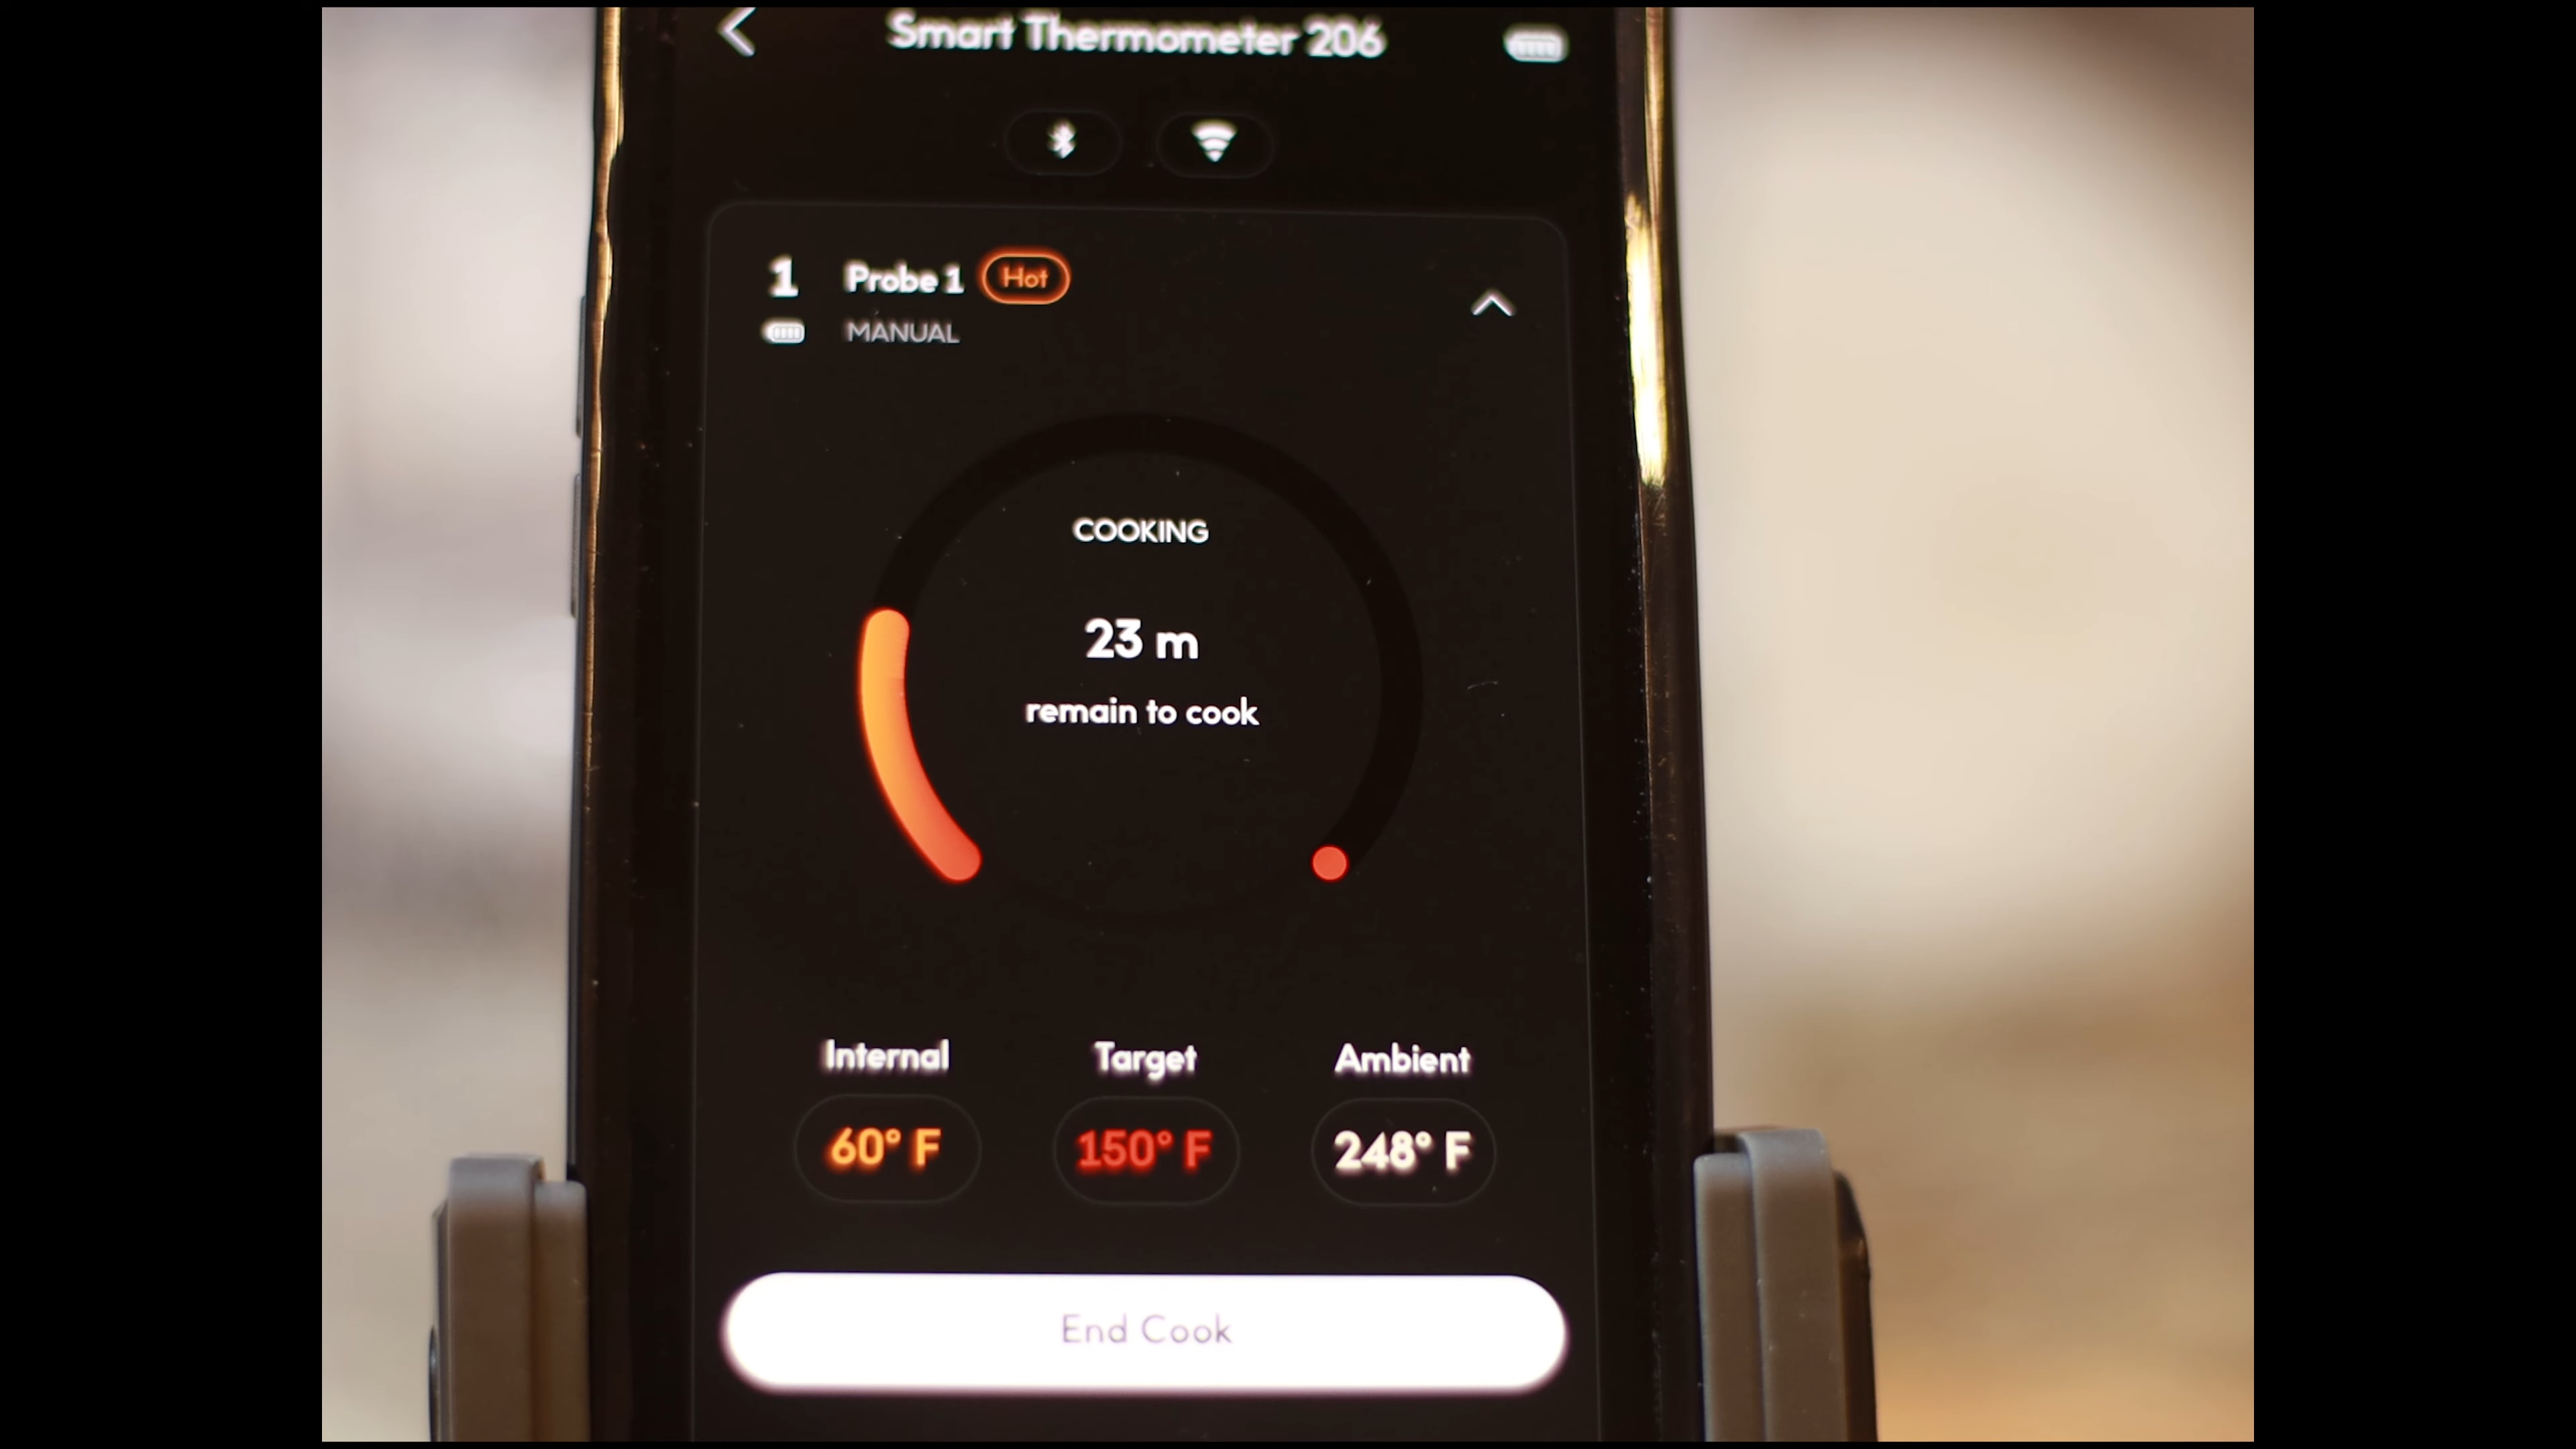 Smart Thermometer 206
1 Probe 1 Hot
MANUAL
COOKING
23 m
remain to cook
Internal Target Ambient
60° F 150° F 248° F
End Cook